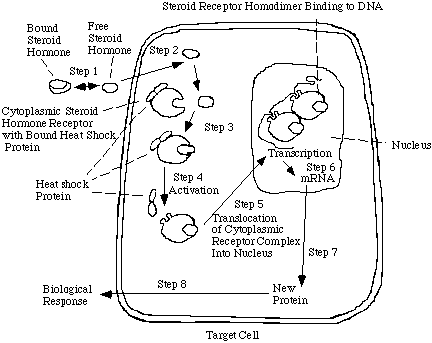 Steroid Receptor Homodimer Binding to DNA
Bound
Steroid
Hormone
Free
Steroid
Hormone
Step 1
Step 2
Cytoplasmic Steroid
Hormone Receptor
with Bound Heat Shock
Protein
Step 3
Nucleus
Transcription
Step 6
mRNA
Heat shock
Protein
Step 4
Activation
Step 5
Translocation
of Cytoplasmic
Receptor Complex
Into Nucleus
Step 7
Step 8
Biological
Response
New
Protein
Target Cell